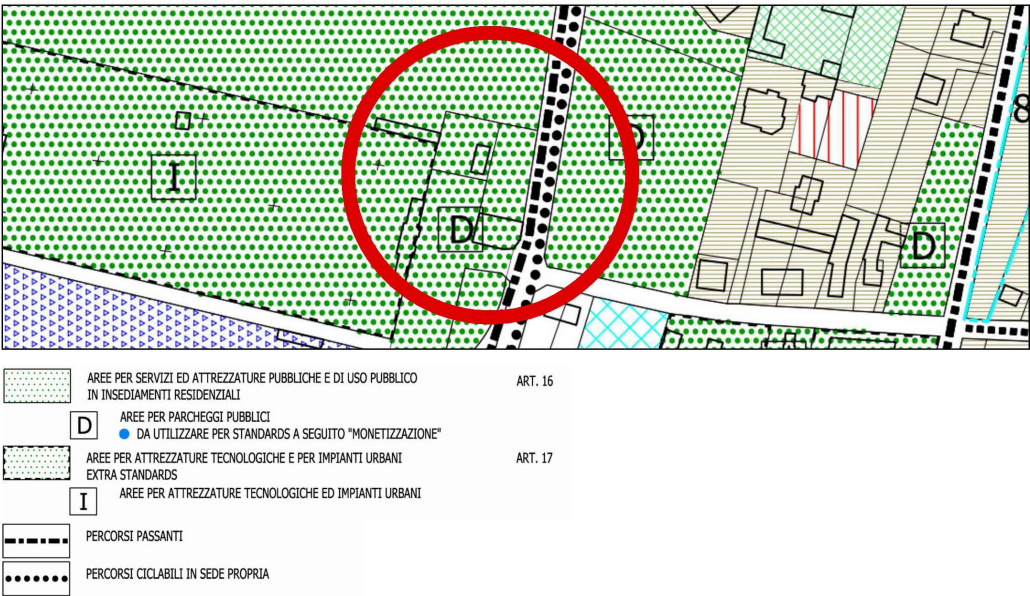 I
D
D
D
8
AREE PER SERVIZI ED ATTREZZATURE PUBBLICHE E DI USO PUBBLICO ART. 16
IN INSEDIAMENTI RESIDENZIALI
D AREE PER PARCHEGGI PUBBLICI
DA UTILIZZARE PER STANDARDS A SEGUITO "MONETIZZAZIONE"
AREE PER ATTREZZATURE TECNOLOGICHE E PER IMPIANTI URBANI ART. 17
EXTRA STANDARDS
I AREE PER ATTREZZATURE TECNOLOGICHE ED IMPIANTI URBANI
PERCORSI PASSANTI
PERCORSI CICLABILI IN SEDE PROPRIA